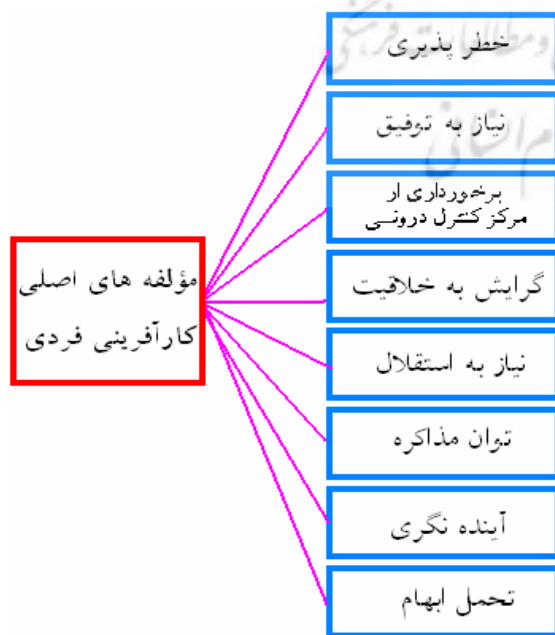 خطر پذیری
نیاز به توفیق
برخورداری از
مرکز کنترل درونی
مؤلفه های اصلی
کارآفرینی فردی
گرایش به خلاقیت
نیاز به استقلال
توان مذاکره
آینده نگری
تحمل ابهام